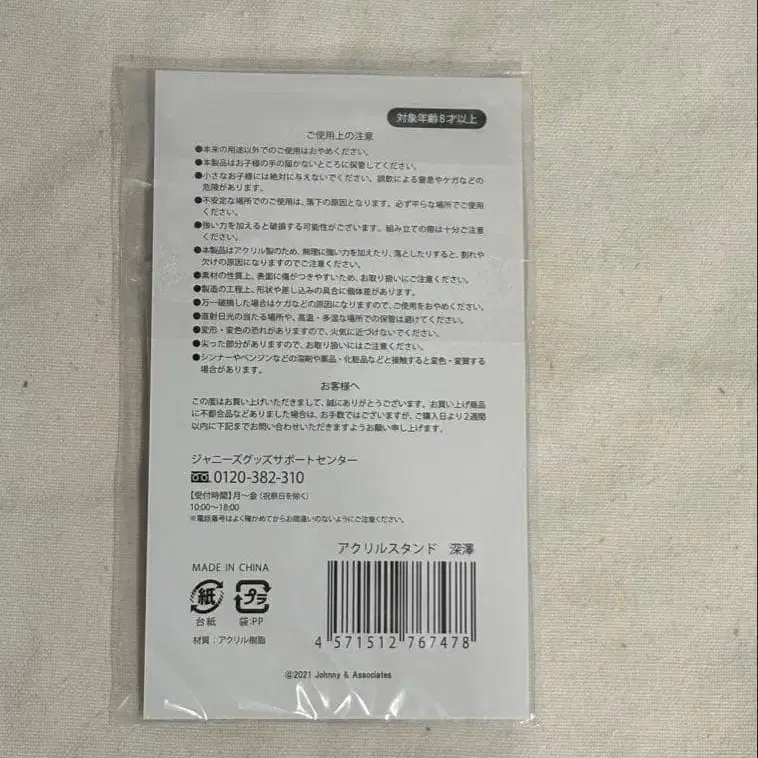 対象年齢8才以上
ご使用上の注意
●本来の用途以外でのご使用はおやめください。
●本製品はお子様の手の届かないところに保管してください。
●小さなお子様には絶対に与えないでください。誤飲による窒息やケガなどの
危険があります。
●不安定な場所でのご使用は、落下の原因となります。必ず平らな場所でご使用
ください。
●強い力を加えると破損する可能性がございます。組み立ての際は十分ご注意
ください。
●本製品はアクリル製のため、無理に強い力を加えたり、落としたりすると、割れや
欠けの原因になりますのでご注意ください。
●素材の性質上、表面に傷がつきやすいため、お取り扱いにご注意ください。
●製造の工程上、形状や差し込みの具合に個体差があります。
●万一破損した場合はケガなどの原因になりますので、ご使用をおやめください。
●直射日光の当たる場所や、高温・多湿な場所での保管は避けてください。
●変形・変色の恐れがありますので、火気に近づけないでください。
●尖った部分がありますので、お取り扱いにはご注意ください。
●シンナーやベンジンなどの溶剤や薬品・化粧品などと接触すると変色・変質する
場合があります。
お客様へ
この度はお買い上げいただきまして、誠にありがとうございます。お買い上げ商品
に不都合品などありました場合は、お手数ではございますが、ご購入日より2週間
以内に下記までお問い合わせいただきますようお願い申し上げます。
ジャニーズグッズサポートセンター
0120-382-310
【受付時間】月〜金(祝祭日を除く)
10:00〜18:00
※電話番号はよく確かめてからお間違いのないようにご注意ください。
アクリルスタンド 深澤
MADE IN CHINA
紙 プラ
台紙 袋:PP
材質:アクリル樹脂
4 571512 767478
©2021 Johnny & Associates